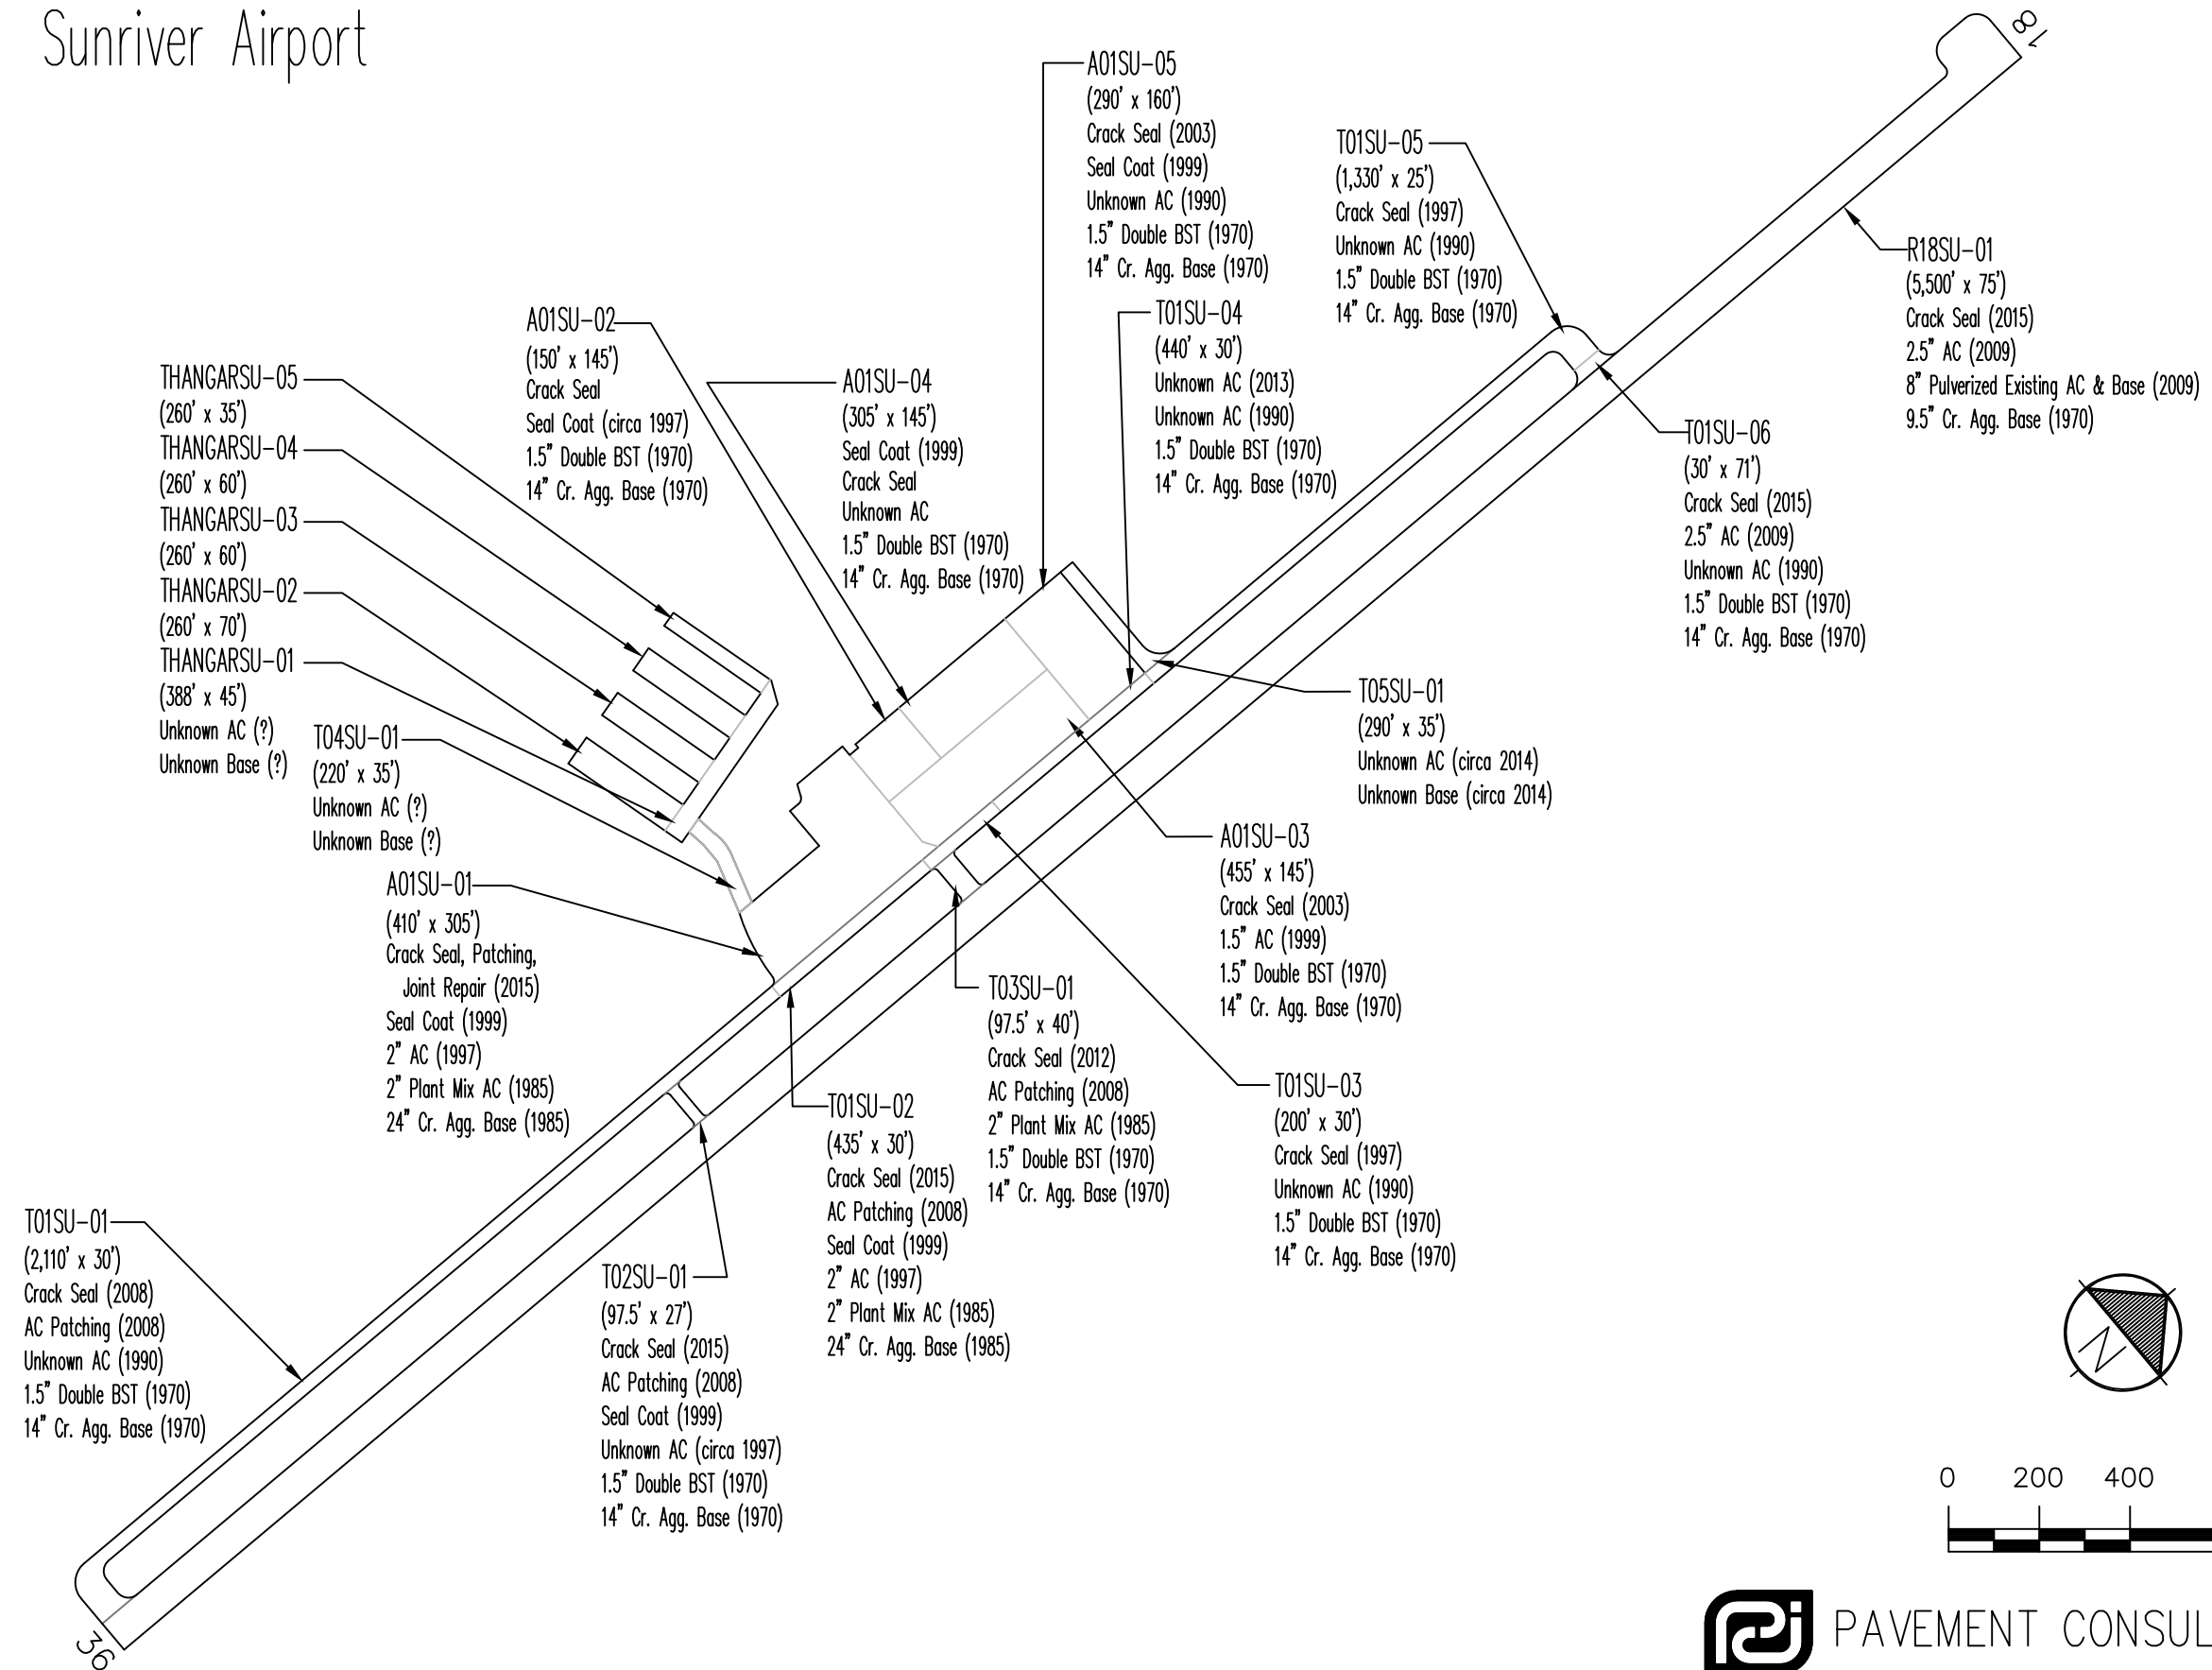 Sunriver Airport
18
A01SU-05
(290' x 160')
Crack Seal (2003)
Seal Coat (1999)
Unknown AC (1990)
1.5" Double BST (1970)
14" Cr. Agg. Base (1970)
T01SU-05
(1,330' x 25')
Crack Seal (1997)
Unknown AC (1990)
1.5" Double BST (1970)
14" Cr. Agg. Base (1970)
R18SU-01
(5,500' x 75')
Crack Seal (2015)
2.5" AC (2009)
8" Pulverized Existing AC & Base (2009)
9.5" Cr. Agg. Base (1970)
T01SU-04
(440' x 30')
Unknown AC (2013)
Unknown AC (1990)
1.5" Double BST (1970)
14" Cr. Agg. Base (1970)
A01SU-02
(150' x 145')
Crack Seal
Seal Coat (circa 1997)
1.5" Double BST (1970)
14" Cr. Agg. Base (1970)
A01SU-04
(305' x 145')
Seal Coat (1999)
Crack Seal
Unknown AC
1.5" Double BST (1970)
14" Cr. Agg. Base (1970)
THANGARSU-05
(260' x 35')
THANGARSU-04
(260' x 60')
THANGARSU-03
(260' x 60')
THANGARSU-02
(260' x 70')
THANGARSU-01
(388' x 45')
Unknown AC (?)
Unknown Base (?)
T01SU-06
(30' x 71')
Crack Seal (2015)
2.5" AC (2009)
Unknown AC (1990)
1.5" Double BST (1970)
14" Cr. Agg. Base (1970)
T04SU-01
(220' x 35')
Unknown AC (?)
Unknown Base (?)
T05SU-01
(290' x 35')
Unknown AC (circa 2014)
Unknown Base (circa 2014)
A01SU-03
(455' x 145')
Crack Seal (2003)
1.5" AC (1999)
1.5" Double BST (1970)
14" Cr. Agg. Base (1970)
A01SU-01
(410' x 305')
Crack Seal, Patching,
Joint Repair (2015)
Seal Coat (1999)
2" AC (1997)
2" Plant Mix AC (1985)
24" Cr. Agg. Base (1985)
T03SU-01
(97.5' x 40')
Crack Seal (2012)
AC Patching (2008)
2" Plant Mix AC (1985)
1.5" Double BST (1970)
14" Cr. Agg. Base (1970)
T01SU-03
(200' x 30')
Crack Seal (1997)
Unknown AC (1990)
1.5" Double BST (1970)
14" Cr. Agg. Base (1970)
T01SU-02
(435' x 30')
Crack Seal (2015)
AC Patching (2008)
Seal Coat (1999)
2" AC (1997)
2" Plant Mix AC (1985)
24" Cr. Agg. Base (1985)
T01SU-01
(2,110' x 30')
Crack Seal (2008)
AC Patching (2008)
Unknown AC (1990)
1.5" Double BST (1970)
14" Cr. Agg. Base (1970)
T02SU-01
(97.5' x 27')
Crack Seal (2015)
AC Patching (2008)
Seal Coat (1999)
Unknown AC (circa 1997)
1.5" Double BST (1970)
14" Cr. Agg. Base (1970)
N
0 200 400
36
PAVEMENT CONSUL